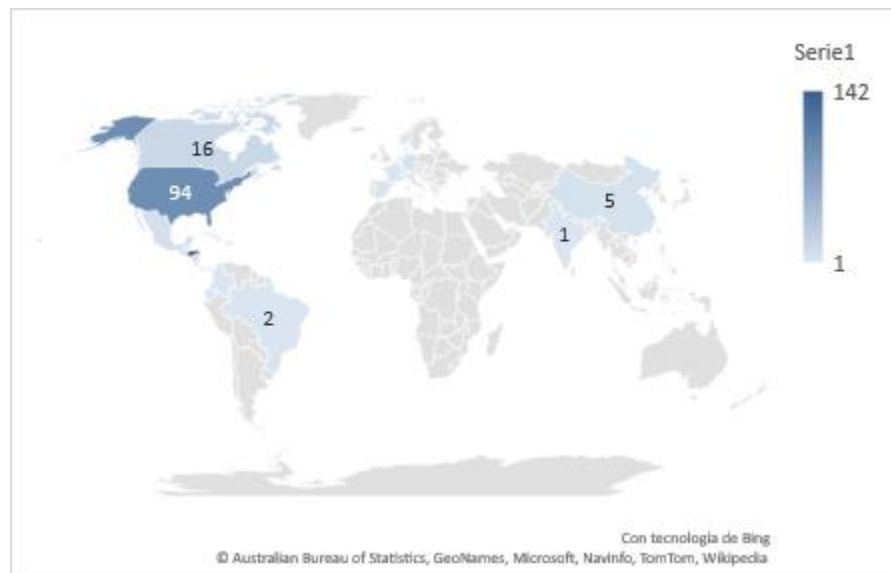 Serie1
142
16
94
5
1
1
2
Con tecnología de Bing
© Australian Bureau of Statistics, GeoNames, Microsoft, Navinfo, TomTom, Wikipedia